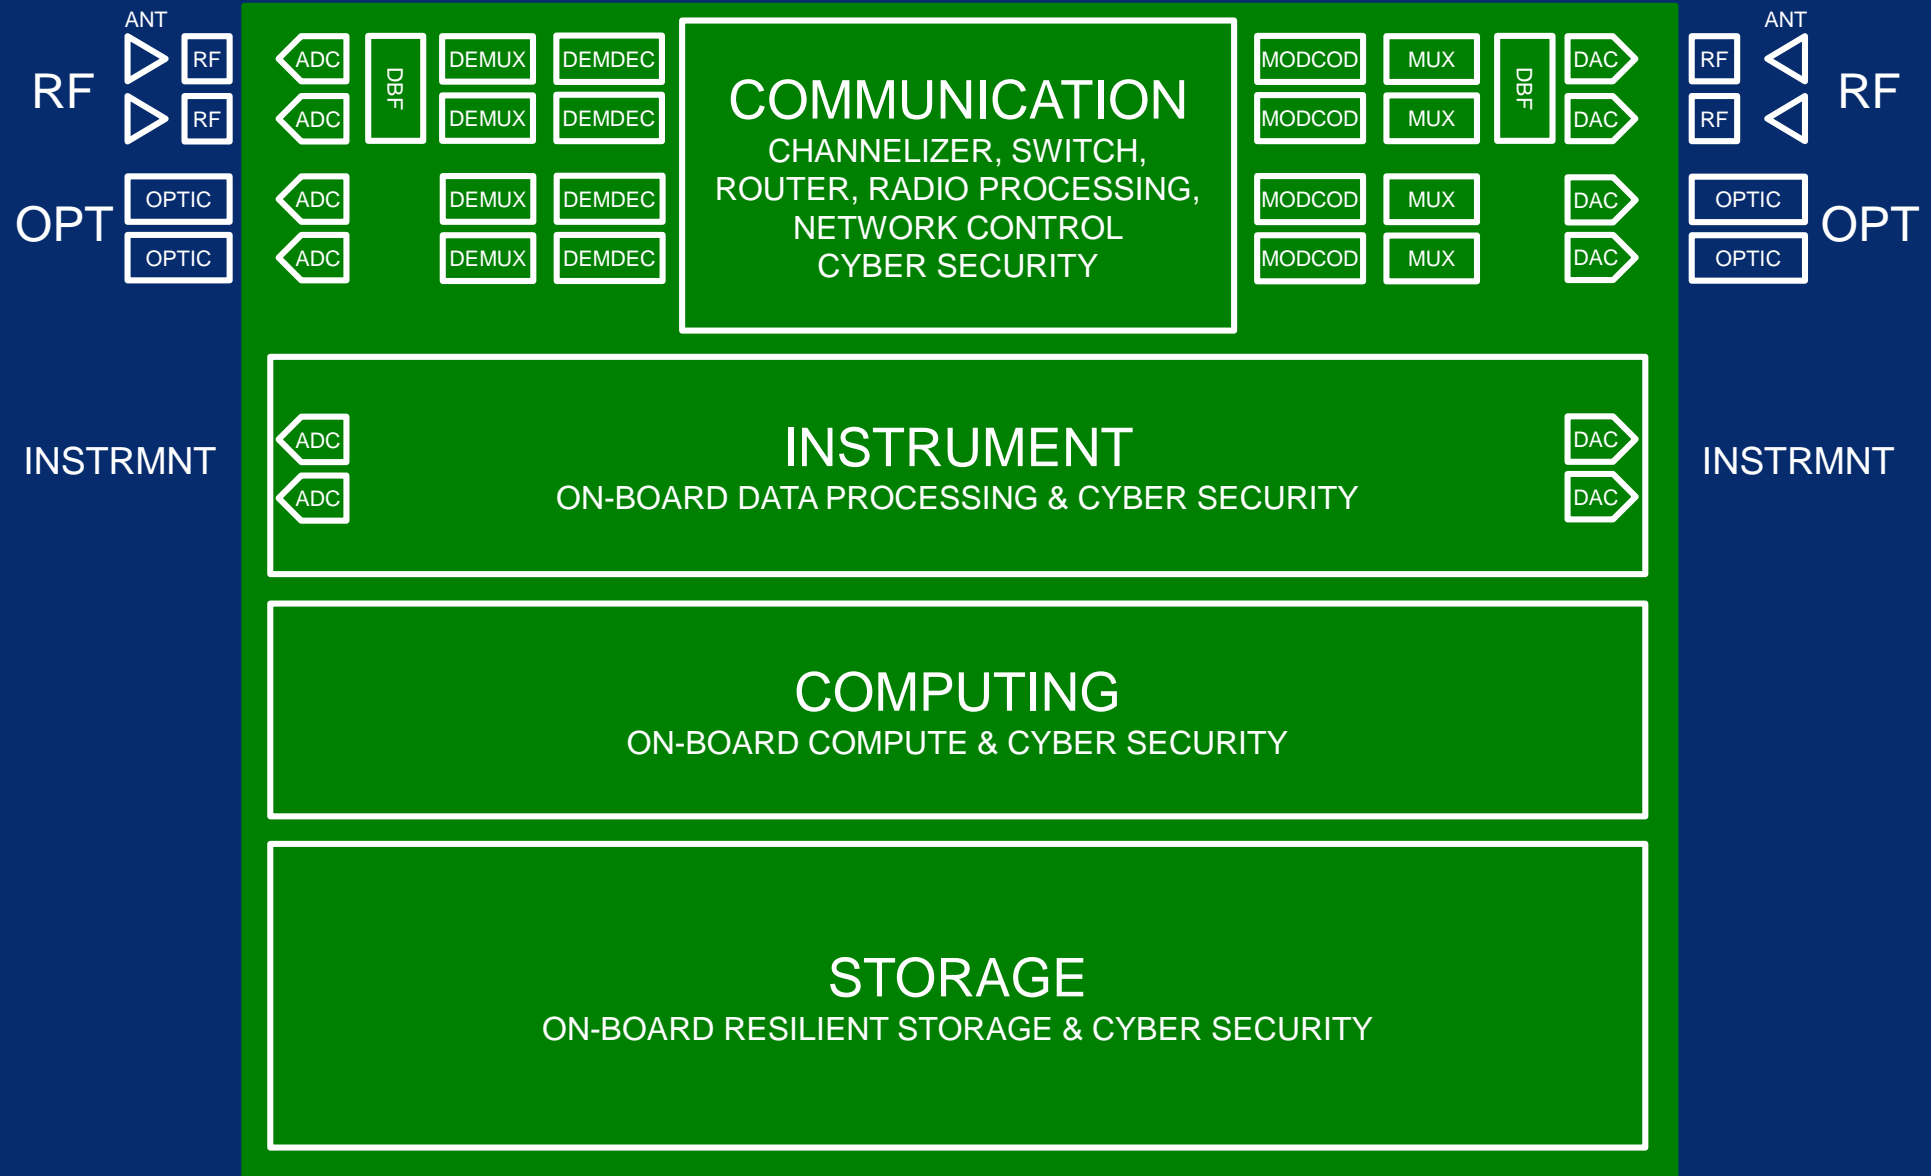 ANT
ANT
RF
RF
ADC
DBF
DEMUX
DEMDEC
COMMUNICATION
CHANNELIZER, SWITCH,
ROUTER, RADIO PROCESSING,
NETWORK CONTROL
CYBER SECURITY
MODCOD
MUX
DBF
DAC
RF
RF
RF
ADC
DEMUX
DEMDEC
MODCOD
MUX
DAC
RF
OPT
OPTIC
ADC
DEMUX
DEMDEC
MODCOD
MUX
DAC
OPTIC
OPT
OPTIC
ADC
DEMUX
DEMDEC
MODCOD
MUX
DAC
OPTIC
INSTRMNT
ADC
ADC
INSTRUMENT
ON-BOARD DATA PROCESSING & CYBER SECURITY
DAC
DAC
INSTRMNT
COMPUTING
ON-BOARD COMPUTE & CYBER SECURITY
STORAGE
ON-BOARD RESILIENT STORAGE & CYBER SECURITY